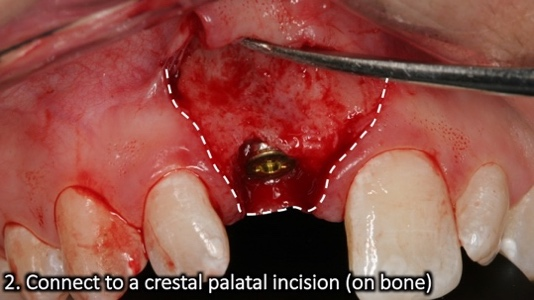 2. Connect to a crestal palatal incision (on bone)